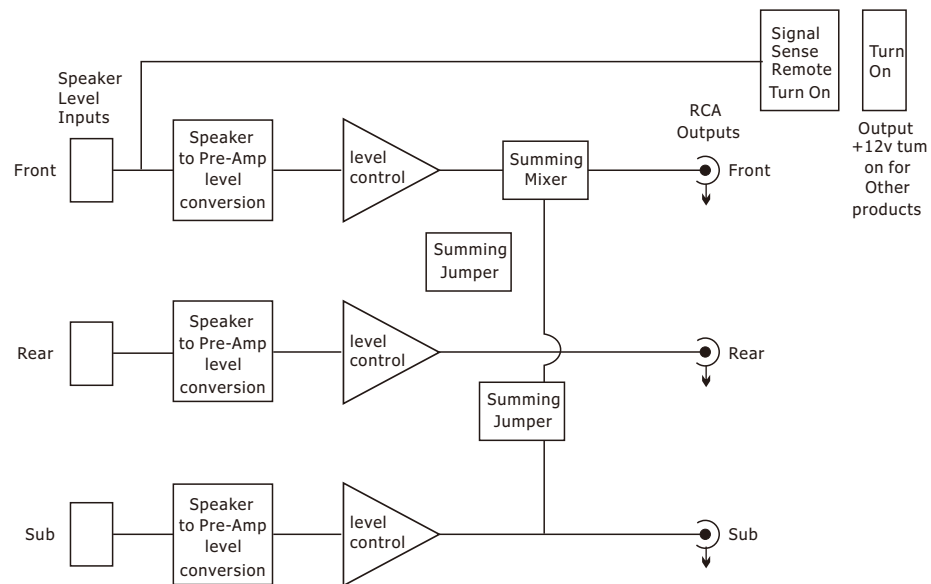 Signal
Sense
Remote
Turn On
Turn
On
Output
+12v tum
on for
Other
products
Speaker
Level
Inputs
RCA
Outputs
Front
Speaker
to Pre-Amp
level
conversion
level
control
Summing
Mixer
Front
Summing
Jumper
Rear
Speaker
to Pre-Amp
level
conversion
level
control
Rear
Summing
Jumper
Sub
Speaker
to Pre-Amp
level
conversion
level
control
Sub